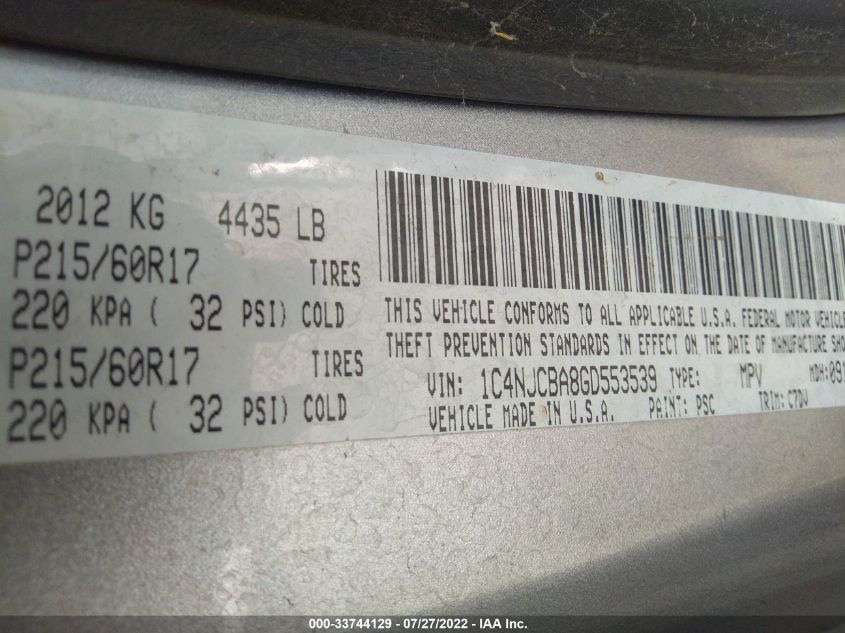 2012 KG 4435 LB
P215/60R17 TIRES
220 KPA ( 32 PSI) COLD
P215/60R17 TIRES
220 KPA ( 32 PSI) COLD
THIS VEHICLE CONFORMS TO ALL APPLICABLE U.S.A. FEDERAL MOTOR VEHICLE
THEFT PREVENTION STANDARDS IN EFFECT ON THE DATE OF MANUFACTURE SHO
VIN: 1C4NJCBA8GD553539 TYPE: MPV MDH:091
VEHICLE MADE IN U.S.A. PAINT: PSC TRIM: C7DV
000-33744129 - 07/27/2022 - IAA Inc.